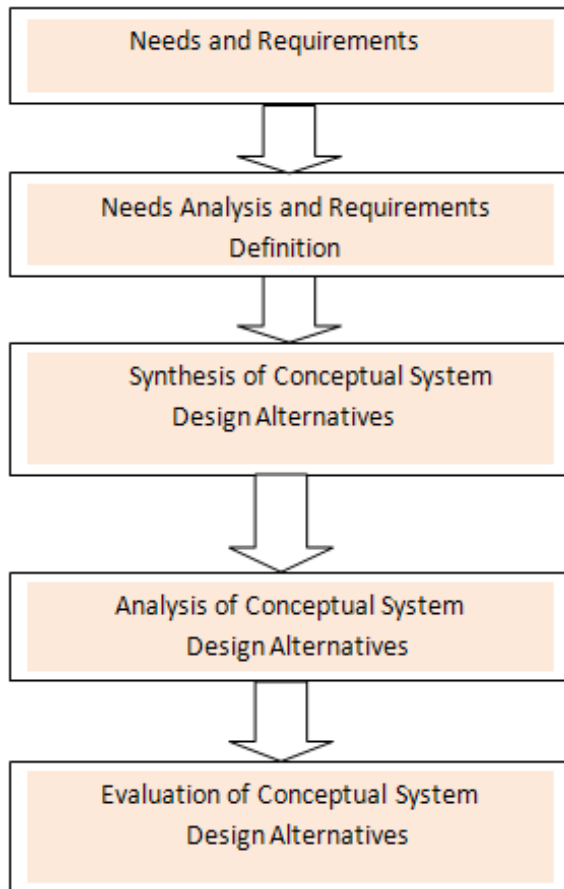 Needs and Requirements
Needs Analysis and Requirements
Definition
Synthesis of Conceptual System
Design Alternatives
Analysis of Conceptual System
Design Alternatives
Evaluation of Conceptual System
Design Alternatives